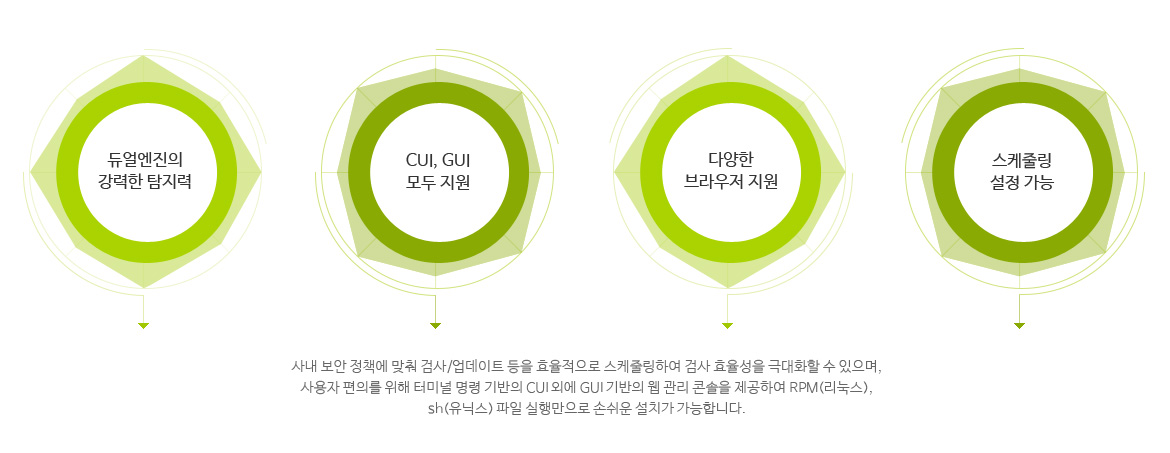 듀얼엔진의
강력한 탐지력
CUI, GUI
모두 지원
다양한
브라우저 지원
스케줄링
설정 가능
사내 보안 정책에 맞춰 검사/업데이트 등을 효율적으로 스케줄링하여 검사 효율성을 극대화할 수 있으며,
사용자 편의를 위해 터미널 명령 기반의 CUI 외에 GUI 기반의 웹 관리 콘솔을 제공하여 RPM(리눅스),
sh(유닉스) 파일 실행만으로 손쉬운 설치가 가능합니다.